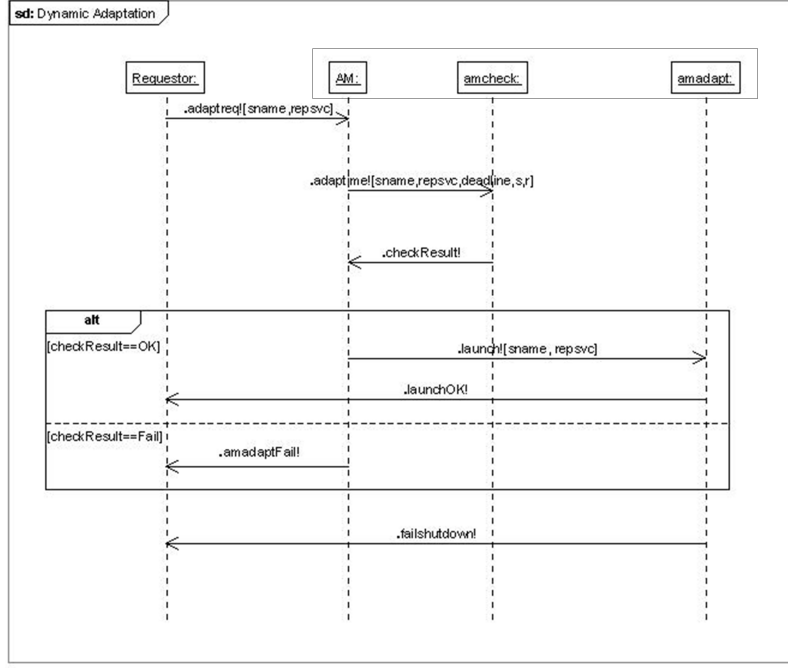 sd: Dynamic Adaptation
Requestor:
AM:
amcheck:
amadapt:
.adaptreq![sname,repsvc]
.adaptime![sname,repsvc,deadline,s,r]
.checkResult!
alt
[checkResult==OK]
.launch![sname, repsvc]
.launchOK!
[checkResult==Fail]
.amadaptFail!
.failshutdown!